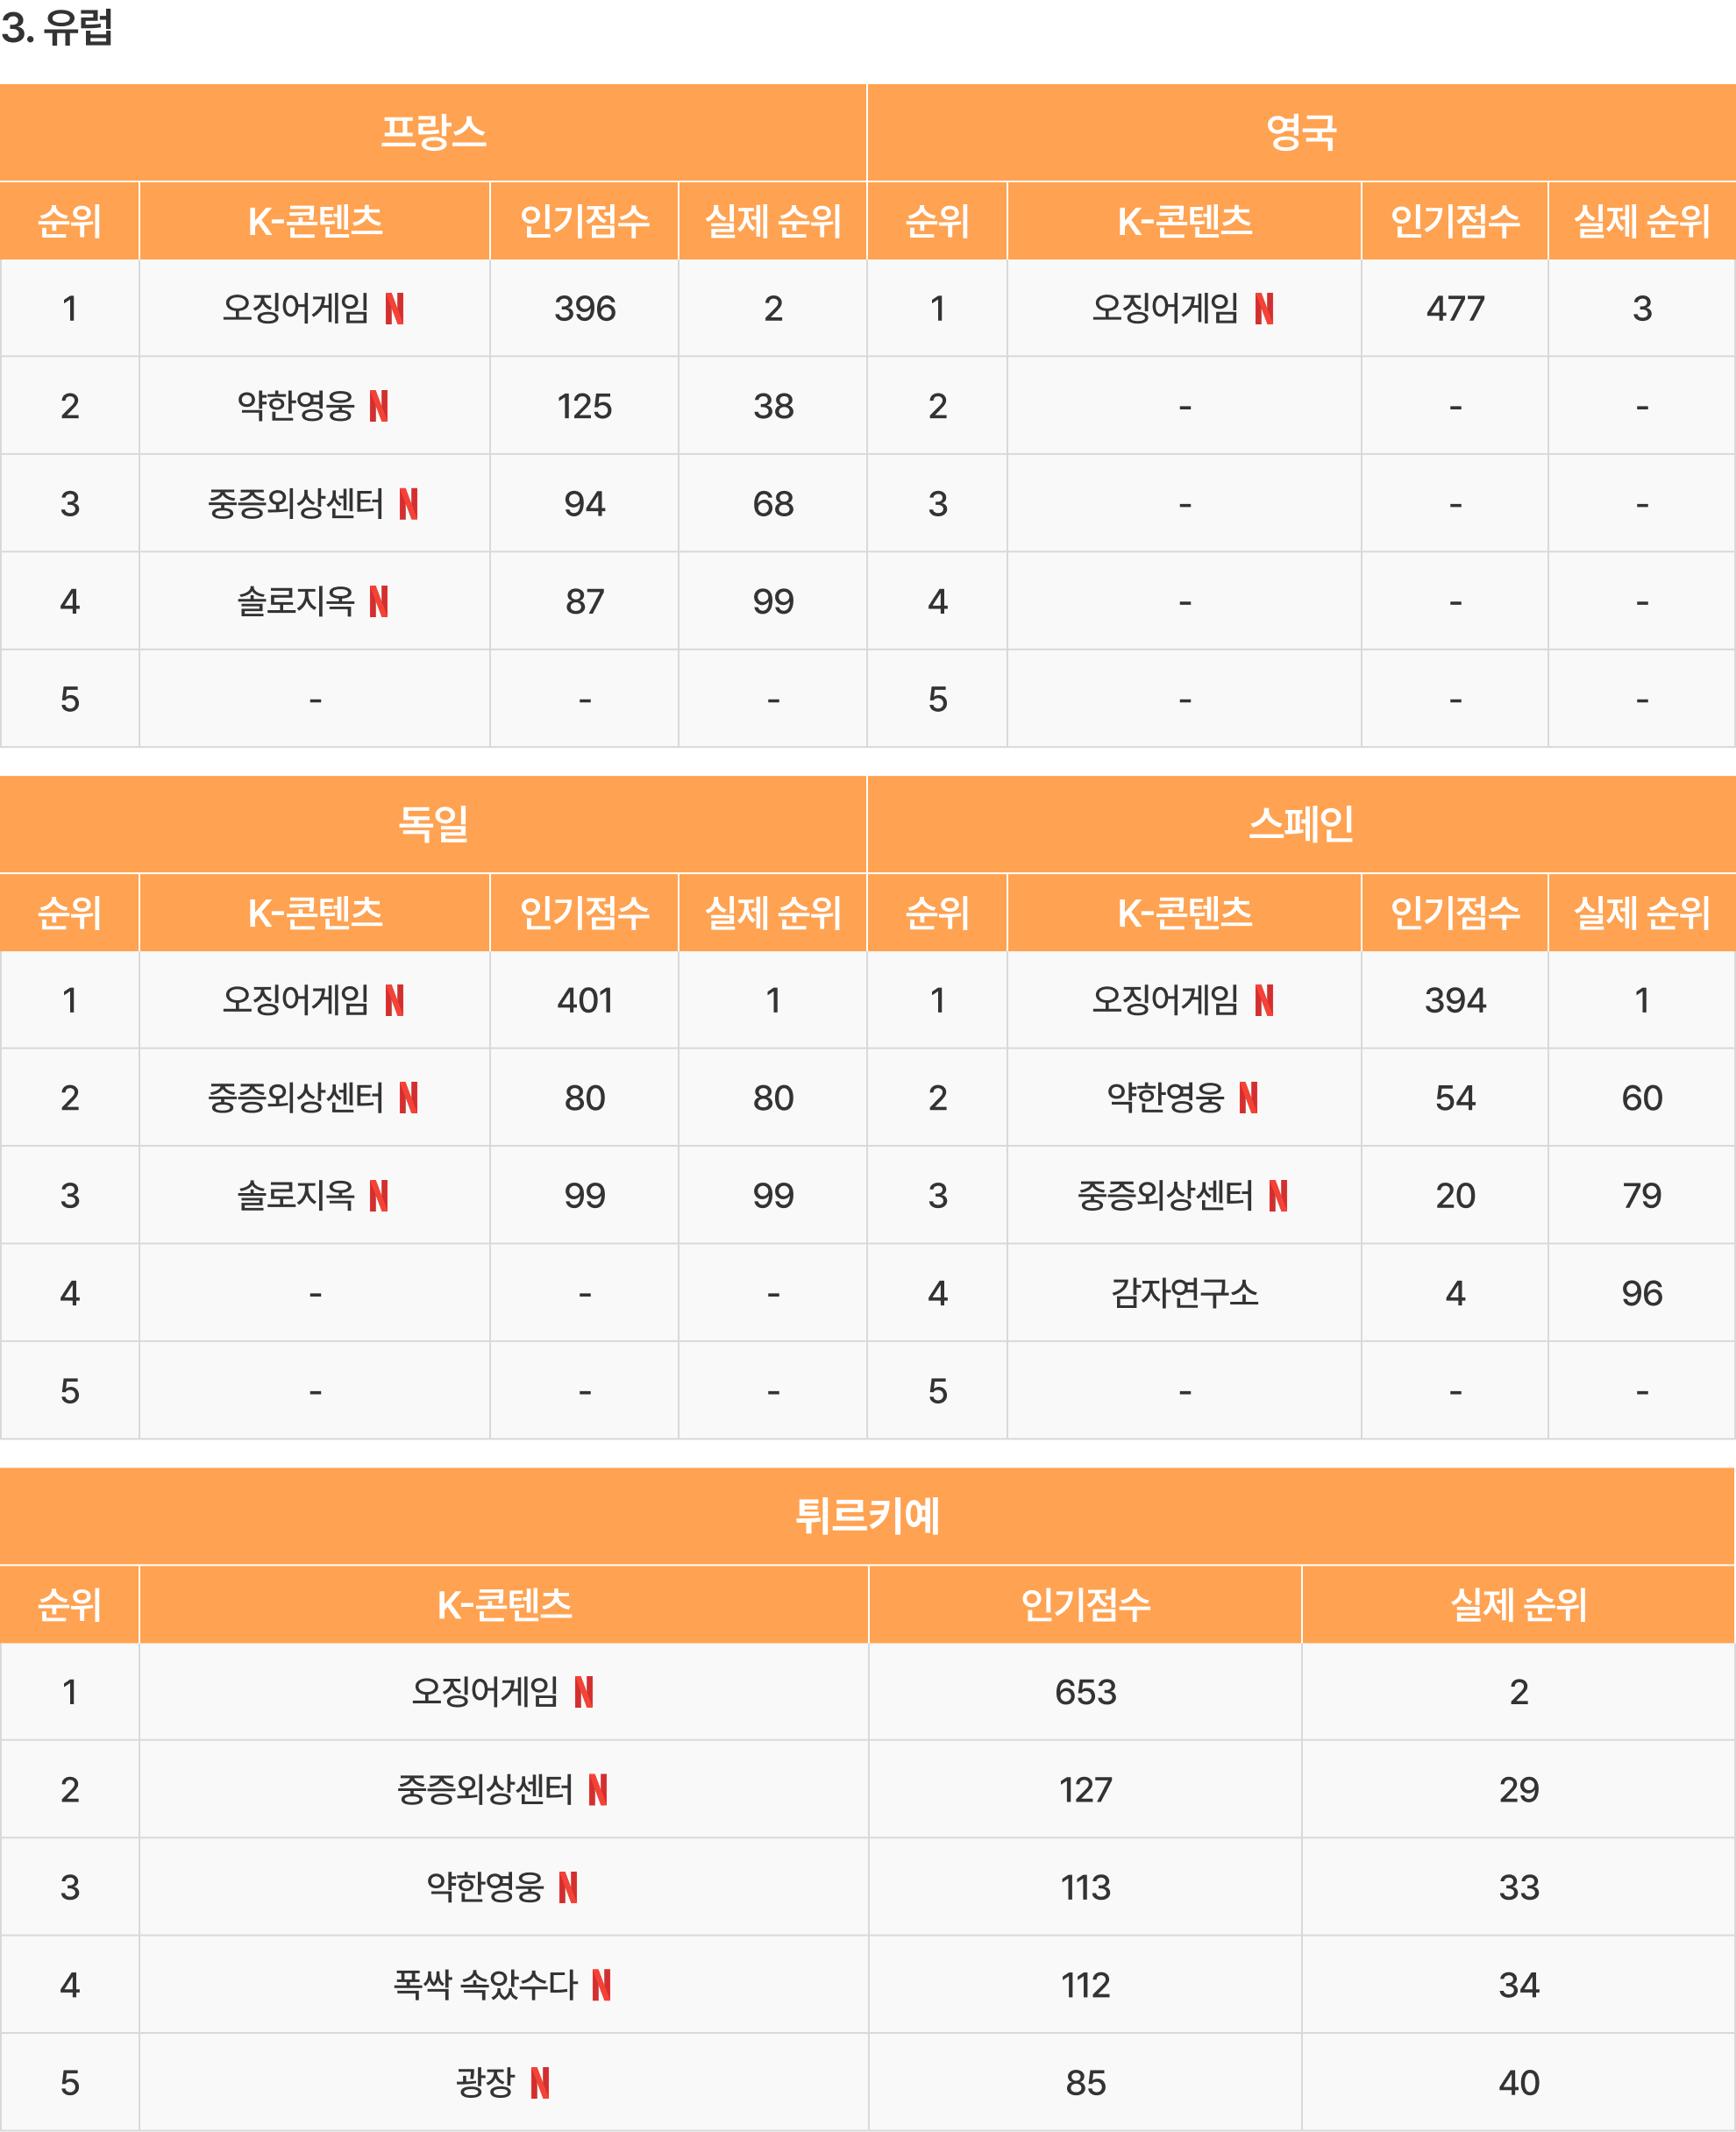 3. 유럽
프랑스 영국
순위 K-콘텐츠 인기점수 실제 순위 순위 K-콘텐츠 인기점수 실제 순위
1 오징어게임 N 396 2 1 오징어게임 N 477 3
2 약한영웅 N 125 38 2 - - -
3 중증외상센터 N 94 68 3 - - -
4 솔로지옥 N 87 99 4 - - -
5 - - - 5 - - -
독일 스페인
순위 K-콘텐츠 인기점수 실제 순위 순위 K-콘텐츠 인기점수 실제 순위
1 오징어게임 N 401 1 1 오징어게임 N 394 1
2 중증외상센터 N 80 80 2 약한영웅 N 54 60
3 솔로지옥 N 99 99 3 중증외상센터 N 20 79
4 - - - 4 감자연구소 4 96
5 - - - 5 - - -
튀르키예
순위 K-콘텐츠 인기점수 실제 순위
1 오징어게임 N 653 2
2 중증외상센터 N 127 29
3 약한영웅 N 113 33
4 폭싹 속았수다 N 112 34
5 광장 N 85 40